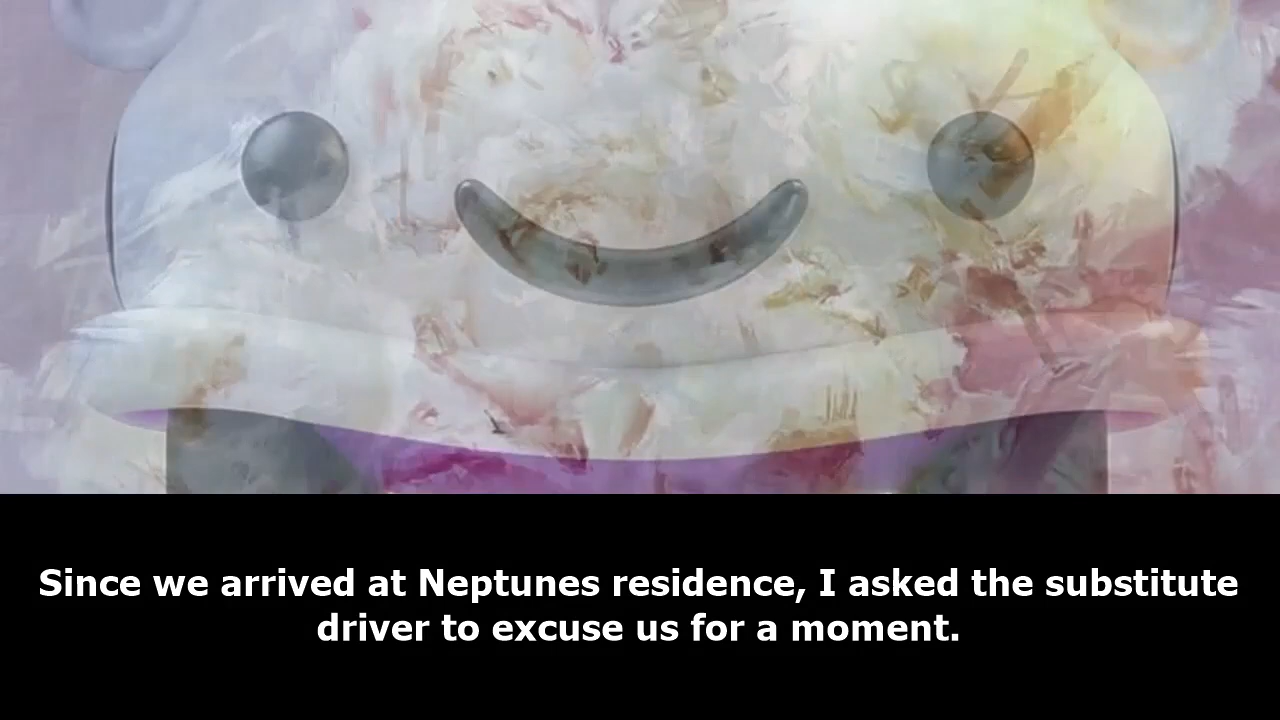 Since we arrived at Neptunes residence, I asked the substitute
driver to excuse us for a moment.